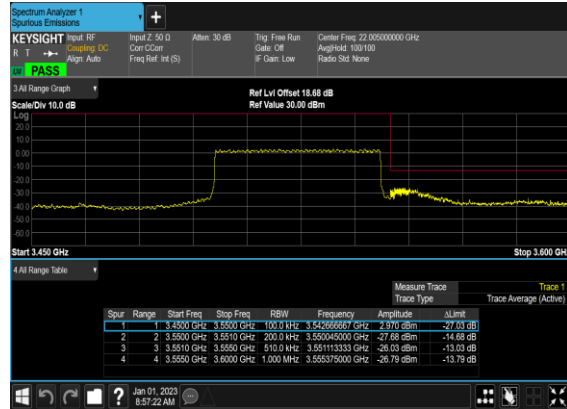 Spectrum Analyzer 1
Spurious Emissions
KEYSIGHT Input: RF Input Z: 50 Ω Atten: 30 dB Trig: Free Run Center Freq: 22.005000000 GHz
R T Coupling: DC Corr CCorr Gate: Off Avg|Hold: 100/100
Align: Auto Freq Ref: Int (S) IF Gain: Low Radio Std: None
PASS
3 All Range Graph Ref Lvl Offset 18.68 dB
Scale/Div 10.0 dB Ref Value 30.00 dBm
Log
20.0
10.0
0.00
-10.0
-20.0
-30.0
-40.0
-50.0
-60.0
Start 3.450 GHz Stop 3.600 GH
4 All Range Table
Measure Trace Trace 1
Trace Type Trace Average (Active)
Spur Range Start Freq Stop Freq RBW Frequency Amplitude ΔLimit
1 1 3.4500 GHz 3.5500 GHz 100.0 kHz 3.542666667 GHz 2.970 dBm -27.03 dB
2 2 3.5500 GHz 3.5510 GHz 200.0 kHz 3.550045000 GHz -27.68 dBm -14.68 dB
3 3 3.5510 GHz 3.5550 GHz 510.0 kHz 3.551113333 GHz -26.03 dBm -13.03 dB
4 4 3.5550 GHz 3.6000 GHz 1.000 MHz 3.555375000 GHz -26.79 dBm -13.79 dB
Jan 01, 2023
8:57:22 AM